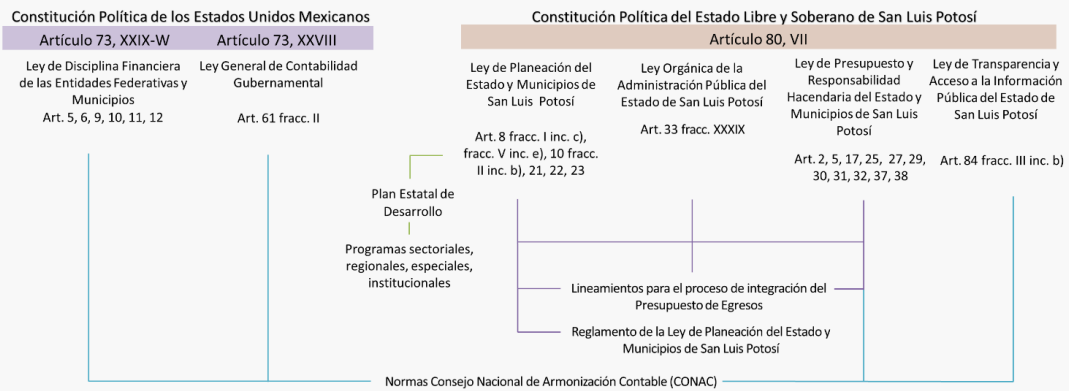 Constitución Política de los Estados Unidos Mexicanos
Artículo 73, XXIX-W
Artículo 73, XXVIII
Ley de Disciplina Financiera
de las Entidades Federativas y
Municipios
Art. 5, 6, 9, 10, 11, 12
Ley General de Contabilidad
Gubernamental
Art. 61 fracc. II
Constitución Política del Estado Libre y Soberano de San Luis Potosí
Artículo 80, VII
Ley de Planeación del
Estado y Municipios de
San Luis Potosí
Art. 8 fracc. I inc. c),
fracc. V inc. e), 10 fracc.
II inc. b), 21, 22, 23
Ley Orgánica de la
Administración Pública del
Estado de San Luis Potosí
Art. 33 fracc. XXXIX
Ley de Presupuesto y
Responsabilidad
Hacendaria del Estado y
Municipios de San Luis
Potosí
Art. 2, 5, 17, 25, 27, 29,
30, 31, 32, 37, 38
Ley de Transparencia y
Acceso a la Información
Pública del Estado de
San Luis Potosí
Art. 84 fracc. III inc. b)
Plan Estatal de
Desarrollo
Programas sectoriales,
regionales, especiales,
institucionales
Lineamientos para el proceso de integración del
Presupuesto de Egresos
Reglamento de la Ley de Planeación del Estado y
Municipios de San Luis Potosí
Normas Consejo Nacional de Armonización Contable (CONAC)